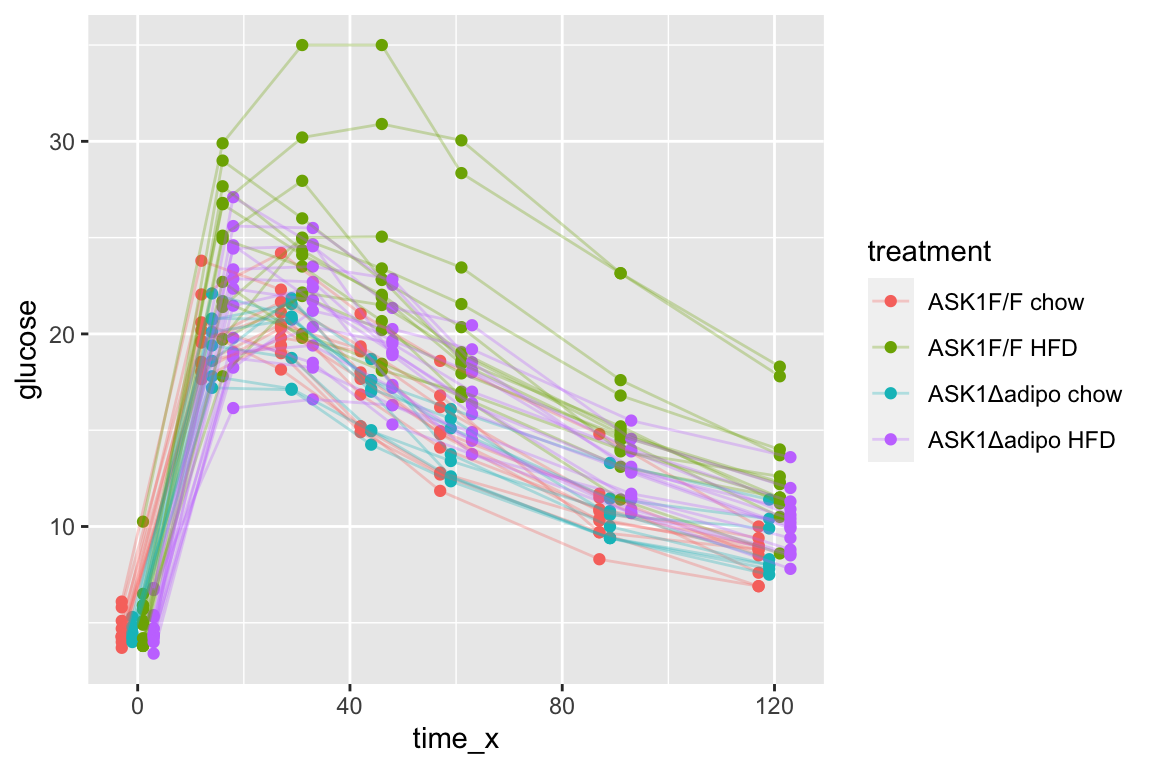 30
20
10
glucose
0
40
80
120
time_x
treatment
ASK1F/F chow
ASK1F/F HFD
ASK1Δadipo chow
ASK1Δadipo HFD